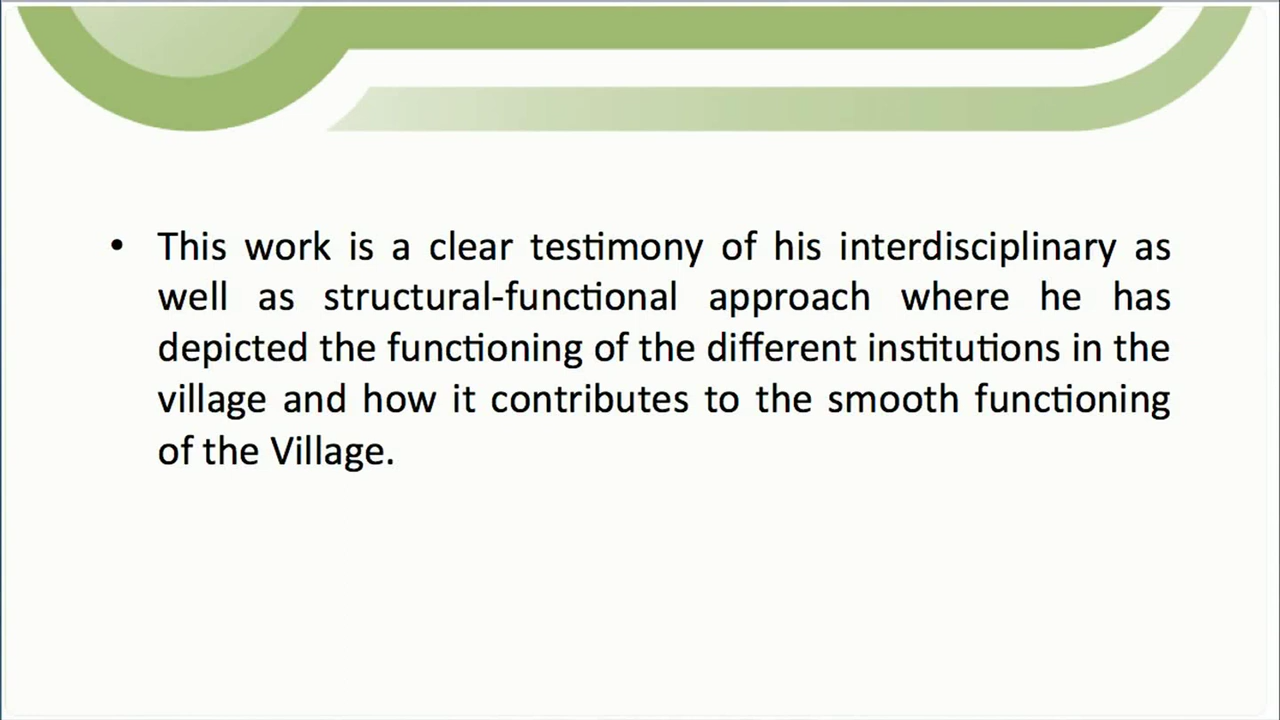 • This work is a clear testimony of his interdisciplinary as
well as structural-functional approach where he has
depicted the functioning of the different institutions in the
village and how it contributes to the smooth functioning
of the Village.